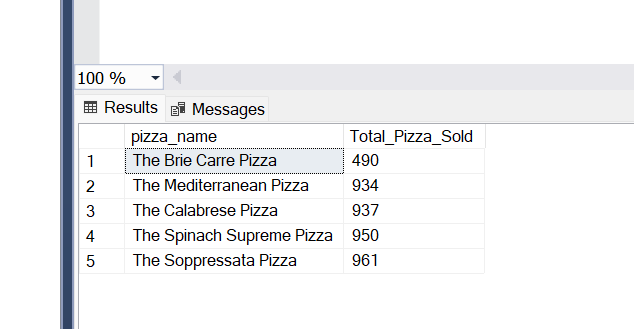 100 %
Results Messages
pizza_name Total_Pizza_Sold
1 The Brie Carre Pizza 490
2 The Mediterranean Pizza 934
3 The Calabrese Pizza 937
4 The Spinach Supreme Pizza 950
5 The Soppressata Pizza 961